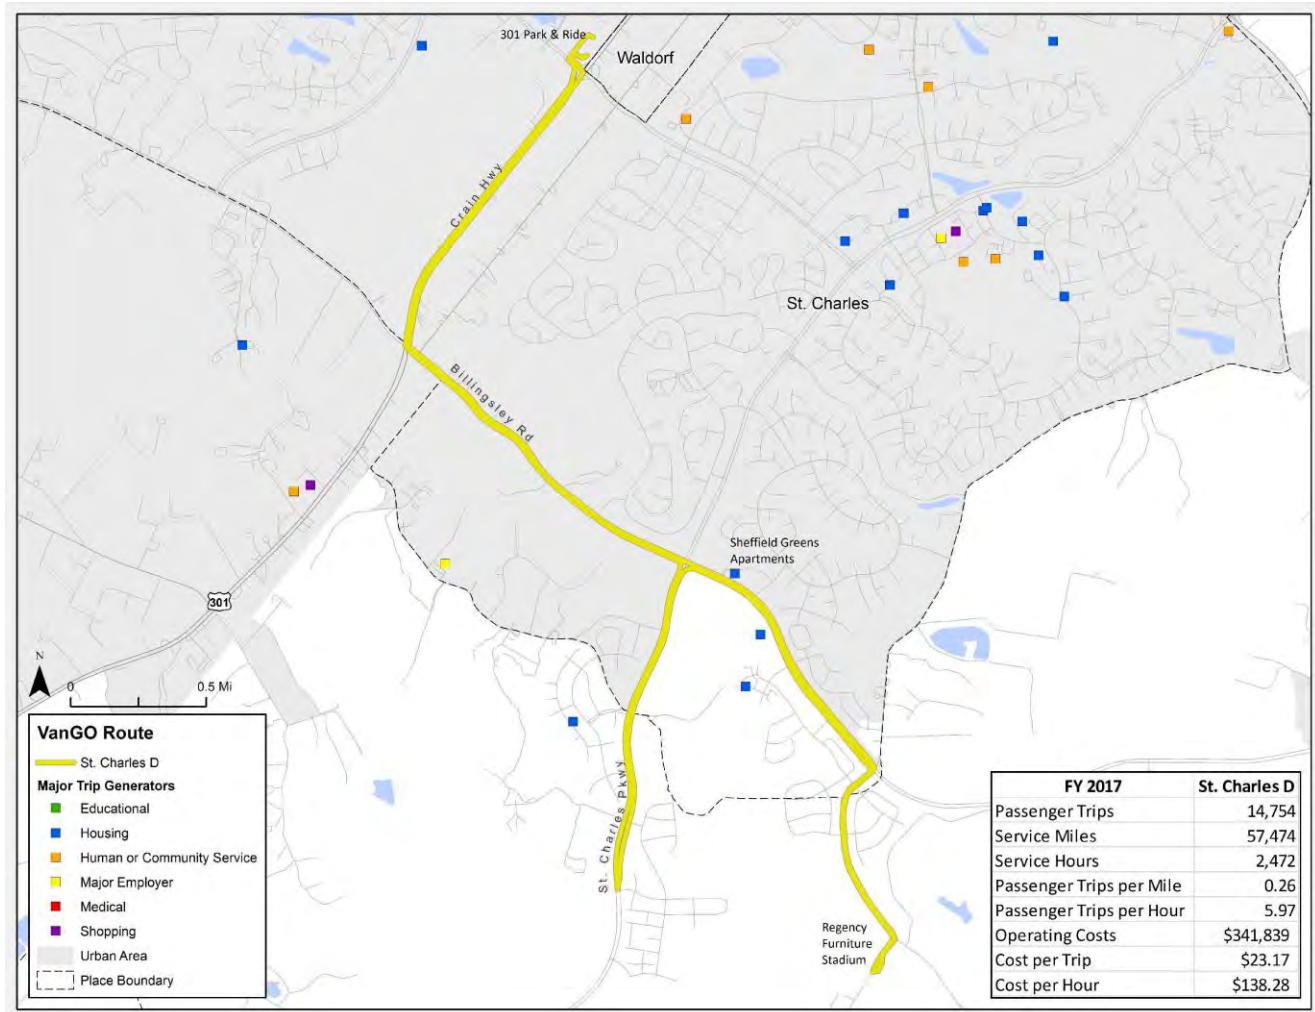 301 Park & Ride
Waldorf
Crain Hwy
St. Charles
Billingsley Rd
Sheffield Greens
Apartments
301
N
0 0.5 Mi
St. Charles Pkwy
Regency
Furniture
Stadium
VanGO Route
St. Charles D
Major Trip Generators
Educational
Housing
Human or Community Service
Major Employer
Medical
Shopping
Urban Area
Place Boundary
FY 2017 St. Charles D
Passenger Trips 14,754
Service Miles 57,474
Service Hours 2,472
Passenger Trips per Mile 0.26
Passenger Trips per Hour 5.97
Operating Costs $341,839
Cost per Trip $23.17
Cost per Hour $138.28